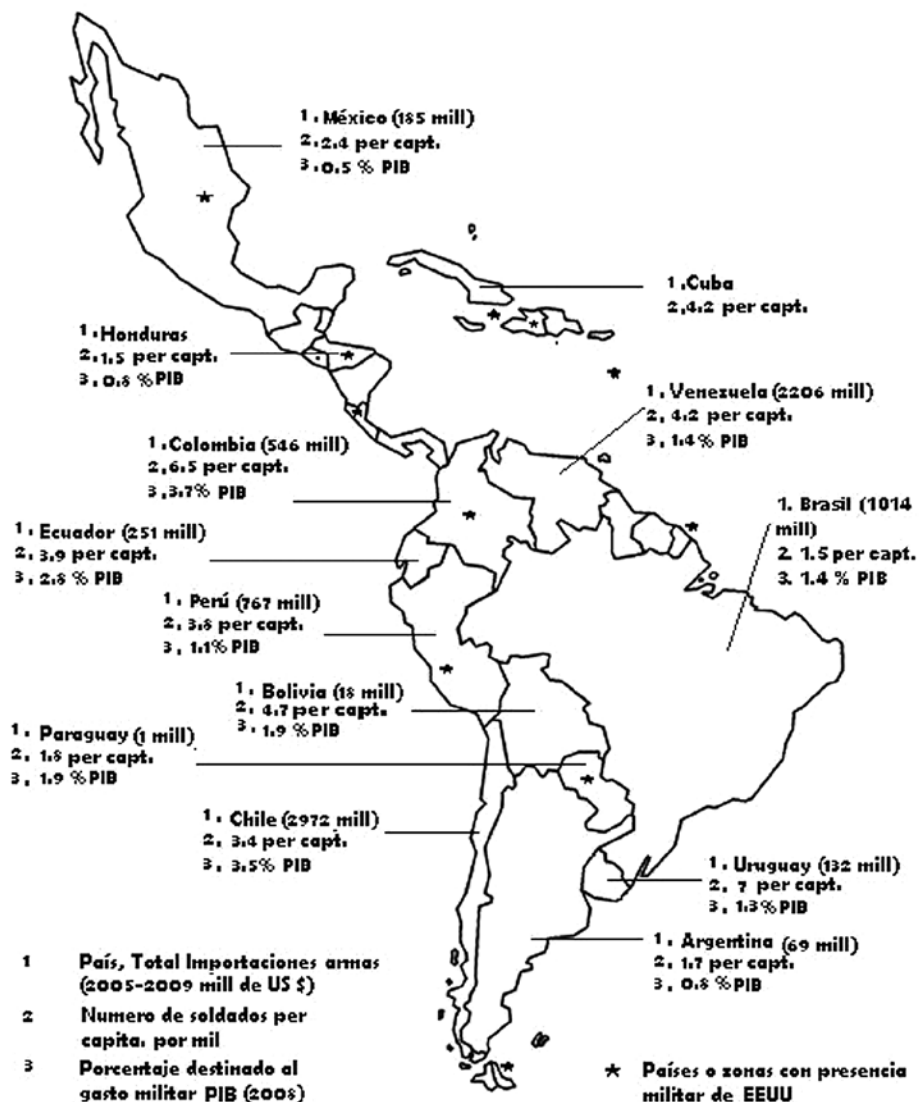 1. México (185 mill)
2.2.4 per capt.
3.0.5 % PIB
1.Cuba
2,4.2 per capt.
1.Honduras
2.1.5 per capt.
3.0.8 %PIB
1. Venezuela (2206 mill)
2, 4.2 per capt.
3, 1.4% PIB
1.Colombia (546 mill)
2,6.5 per capt.
3,3.7% PIB
1. Brasil (1014
mill)
2. 1.5 per capt.
3. 1.4 % PIB
1. Ecuador (251 mill)
2. 3.9 per capt.
3. 2.8 % PIB
1. Perú (767 mill)
2, 3.8 per capt.
3, 1.1% PIB
1. Bolivia (18 mill)
2. 4.7 per capt.
3. 1.9 % PIB
1. Paraguay (1 mill)
2, 1.8 per capt.
3, 1.9 %PIB
1. Chile (2972 mill)
2, 3.4 per capt.
3, 3.5% PIB
1. Uruguay (132 mill)
2, 7 per capt.
3, 1.3%PIB
1. Argentina (69 mill)
2, 1.7 per capt.
3, 0.8 % PIB
1 País, Total Importaciones armas
(2005-2009 mill de US $)
2 Numero de soldados per
capita. por mil
3 Porcentaje destinado al
gasto militar PIB (2008)
* Países o zonas con presencia
militar de EEUU